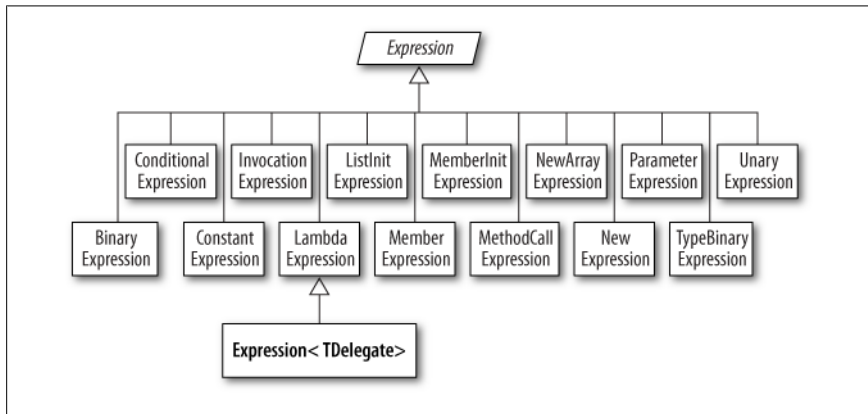 Expression
Conditional
Expression
Invocation
Expression
ListInit
Expression
MemberInit
Expression
NewArray
Expression
Parameter
Expression
Unary
Expression
Binary
Expression
Constant
Expression
Lambda
Expression
Member
Expression
MethodCall
Expression
New
Expression
TypeBinary
Expression
Expression< TDelegate>